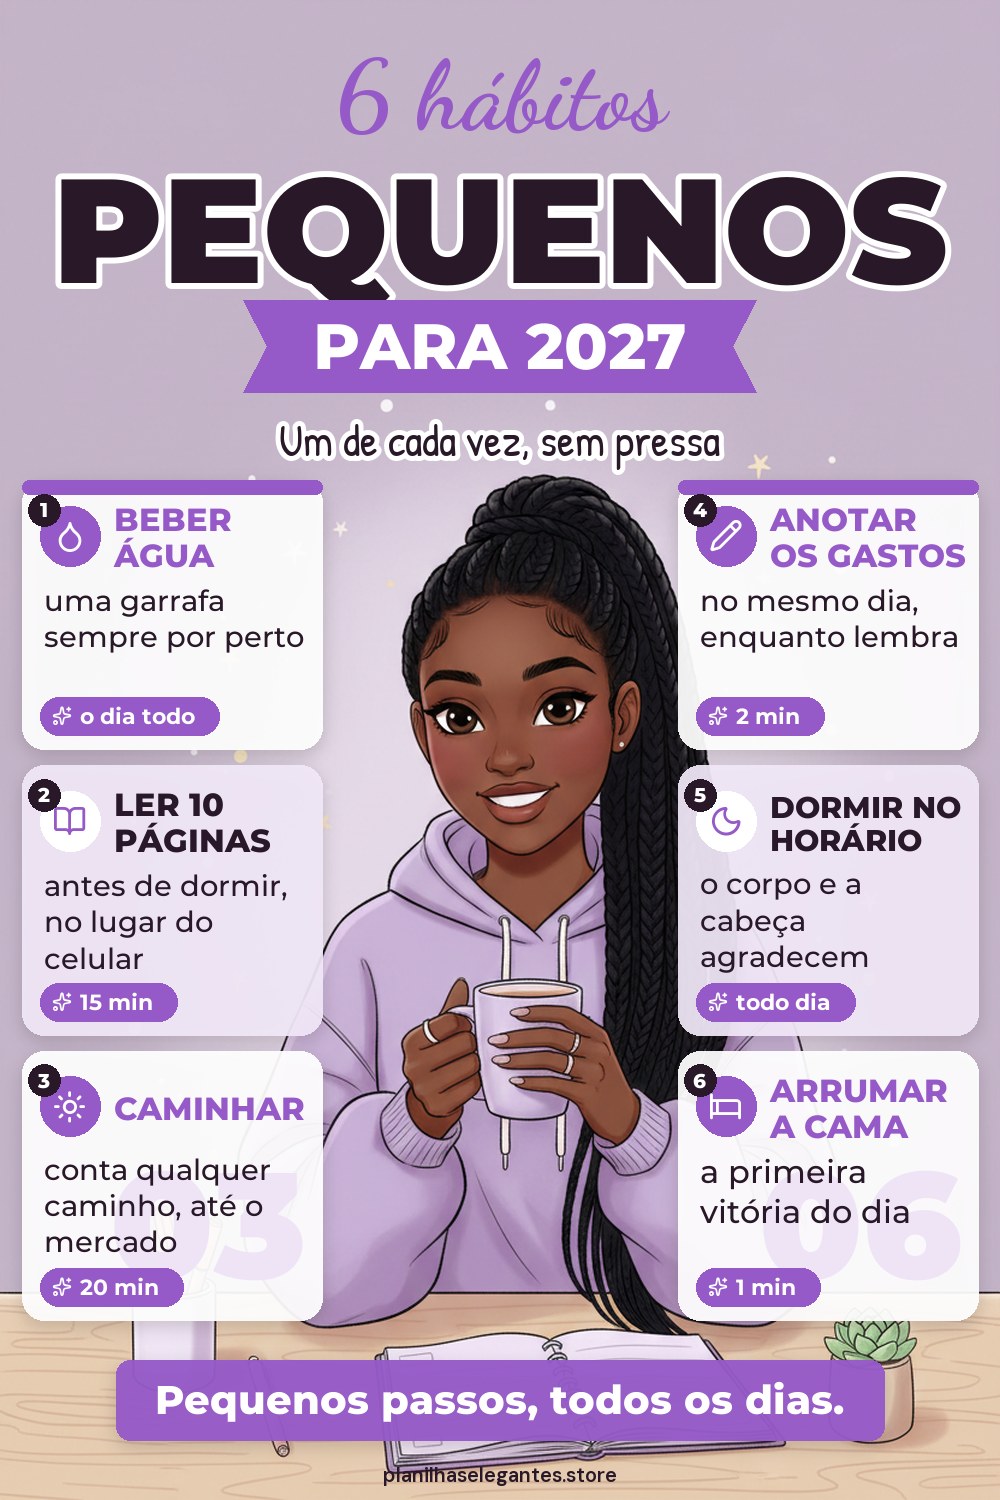 6 hábitos
PEQUENOS
PARA 2027
Um de cada vez, sem pressa
1
BEBER
ÁGUA
uma garrafa
sempre por perto
o dia todo
2
LER 10
PÁGINAS
antes de dormir,
no lugar do
celular
15 min
3
CAMINHAR
03
conta qualquer
caminho, até o
mercado
20 min
4
ANOTAR
OS GASTOS
no mesmo dia,
enquanto lembra
2 min
5
DORMIR NO
HORÁRIO
o corpo e a
cabeça
agradecem
todo dia
6
ARRUMAR
A CAMA
06
a primeira
vitória do dia
1 min
Pequenos passos, todos os dias.
planilhaselegantes.store